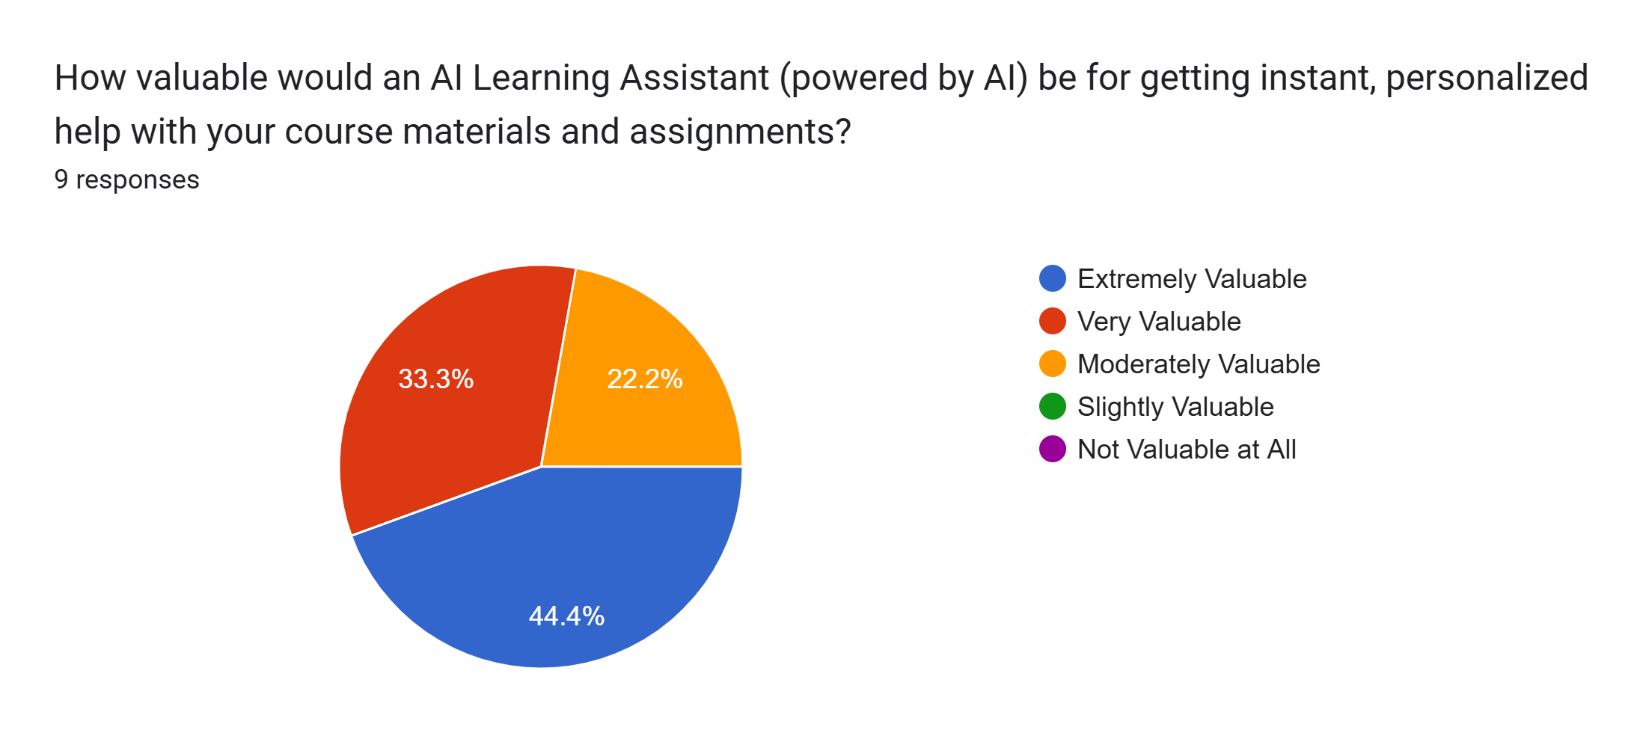 How valuable would an AI Learning Assistant (powered by AI) be for getting instant, personalized
help with your course materials and assignments?
9 responses
Extremely Valuable
Very Valuable
Moderately Valuable
Slightly Valuable
Not Valuable at All
33.3%
22.2%
44.4%